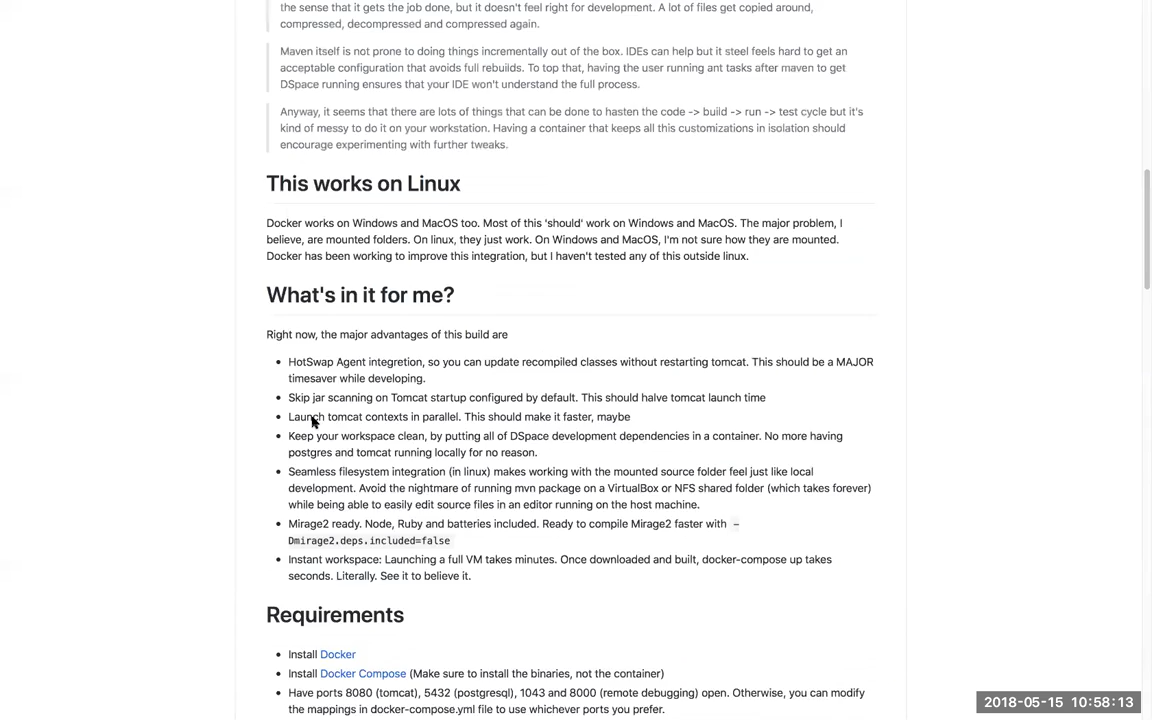 the sense that it gets the job done, but it doesn't feel right for development. A lot of files get copied around,
compressed, decompressed and compressed again.
Maven itself is not prone to doing things incrementally out of the box. IDEs can help but it steel feels hard to get an
acceptable configuration that avoids full rebuilds. To top that, having the user running ant tasks after maven to get
DSpace running ensures that your IDE won't understand the full process.
Anyway, it seems that there are lots of things that can be done to hasten the code -> build -> run -> test cycle but it's
kind of messy to do it on your workstation. Having a container that keeps all this customizations in isolation should
encourage experimenting with further tweaks.
This works on Linux
Docker works on Windows and MacOS too. Most of this 'should' work on Windows and MacOS. The major problem, I
believe, are mounted folders. On linux, they just work. On Windows and MacOS, I'm not sure how they are mounted.
Docker has been working to improve this integration, but I haven't tested any of this outside linux.
What's in it for me?
Right now, the major advantages of this build are
• HotSwap Agent integretion, so you can update recompiled classes without restarting tomcat. This should be a MAJOR
timesaver while developing.
• Skip jar scanning on Tomcat startup configured by default. This should halve tomcat launch time
• Launch tomcat contexts in parallel. This should make it faster, maybe
• Keep your workspace clean, by putting all of DSpace development dependencies in a container. No more having
postgres and tomcat running locally for no reason.
• Seamless filesystem integration (in linux) makes working with the mounted source folder feel just like local
development. Avoid the nightmare of running mvn package on a VirtualBox or NFS shared folder (which takes forever)
while being able to easily edit source files in an editor running on the host machine.
• Mirage2 ready. Node, Ruby and batteries included. Ready to compile Mirage2 faster with -
Dmirage2.deps.included=false
• Instant workspace: Launching a full VM takes minutes. Once downloaded and built, docker-compose up takes
seconds. Literally. See it to believe it.
Requirements
• Install Docker
• Install Docker Compose (Make sure to install the binaries, not the container)
• Have ports 8080 (tomcat), 5432 (postgresql), 1043 and 8000 (remote debugging) open. Otherwise, you can modify
the mappings in docker-compose.yml file to use whichever ports you prefer.
2018-05-15 10:58:13